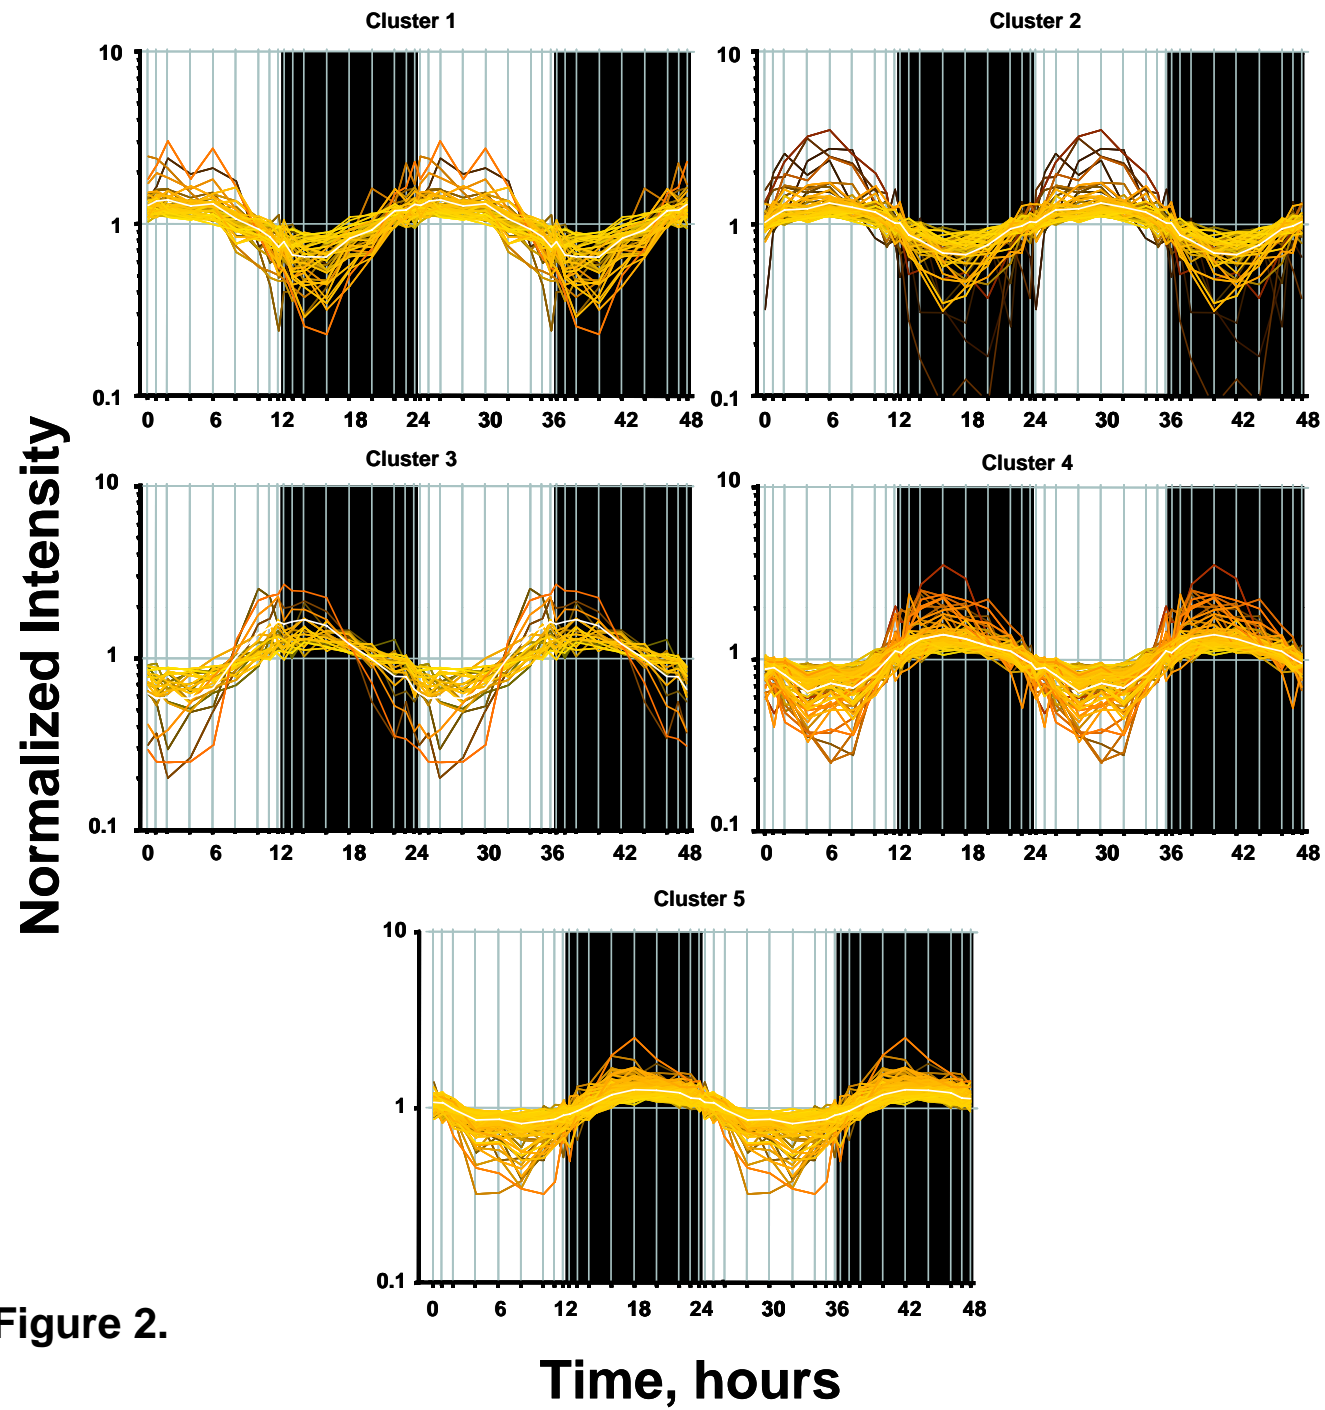 Cluster 1
Cluster 2
10
1
0.1
0 6 12 18 24 30 36 42 48
10
1
0.1
0 6 12 18 24 30 36 42 48
Cluster 3
Cluster 4
10
1
0.1
0 6 12 18 24 30 36 42 48
10
1
0.1
0 6 12 18 24 30 36 42 48
Normalized Intensity
Cluster 5
10
1
0.1
0 6 12 18 24 30 36 42 48
Figure 2.
Time, hours